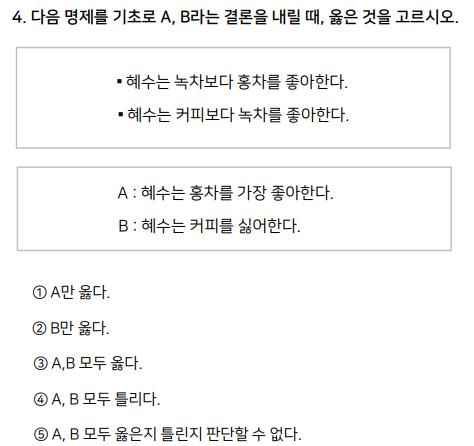 4. 다음 명제를 기초로 A, B라는 결론을 내릴 때, 옳은 것을 고르시오.
▪ 혜수는 녹차보다 홍차를 좋아한다.
▪ 혜수는 커피보다 녹차를 좋아한다.
A : 혜수는 홍차를 가장 좋아한다.
B : 혜수는 커피를 싫어한다.
① A만 옳다.
② B만 옳다.
③ A,B 모두 옳다.
④ A, B 모두 틀리다.
⑤ A, B 모두 옳은지 틀린지 판단할 수 없다.